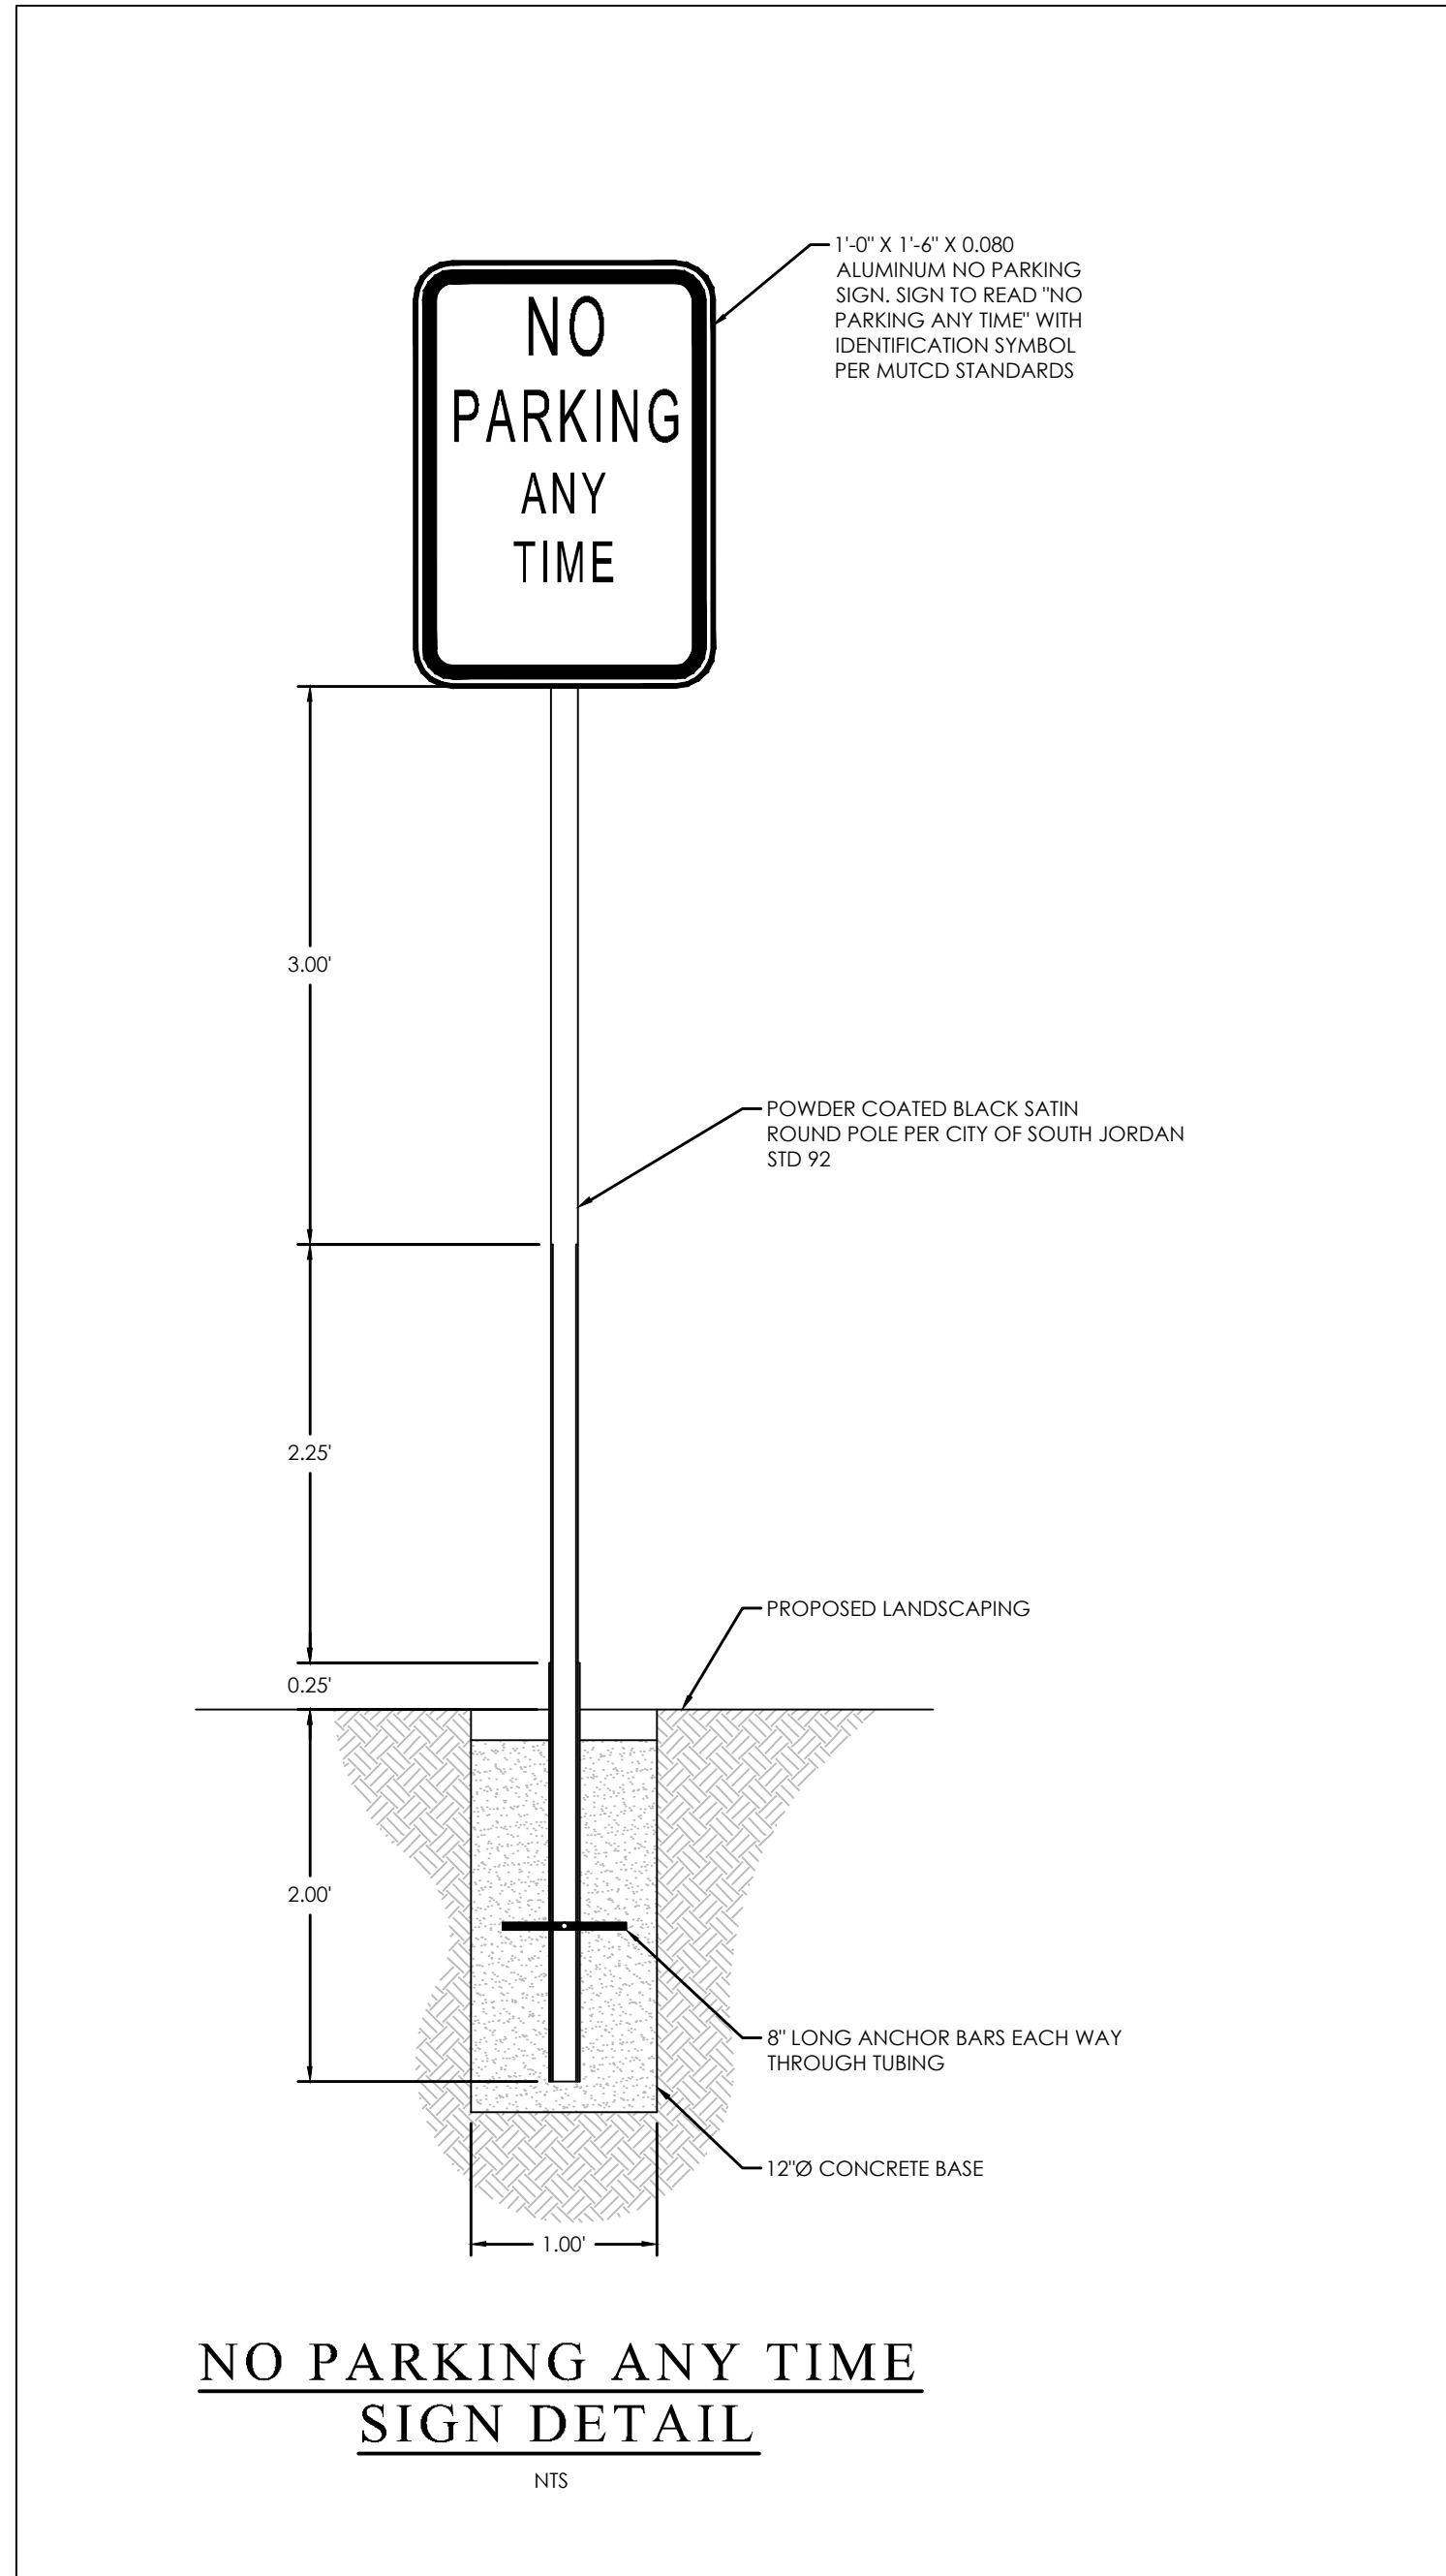 1'-0" X 1'-6" X 0.080
ALUMINUM NO PARKING
SIGN. SIGN TO READ "NO
PARKING ANY TIME" WITH
IDENTIFICATION SYMBOL
PER MUTCD STANDARDS
NO
PARKING
ANY
TIME
3.00'
POWDER COATED BLACK SATIN
ROUND POLE PER CITY OF SOUTH JORDAN
STD 92
2.25'
PROPOSED LANDSCAPING
0.25'
2.00'
8" LONG ANCHOR BARS EACH WAY
THROUGH TUBING
12"Ø CONCRETE BASE
1.00'
NO PARKING ANY TIME
SIGN DETAIL
NTS